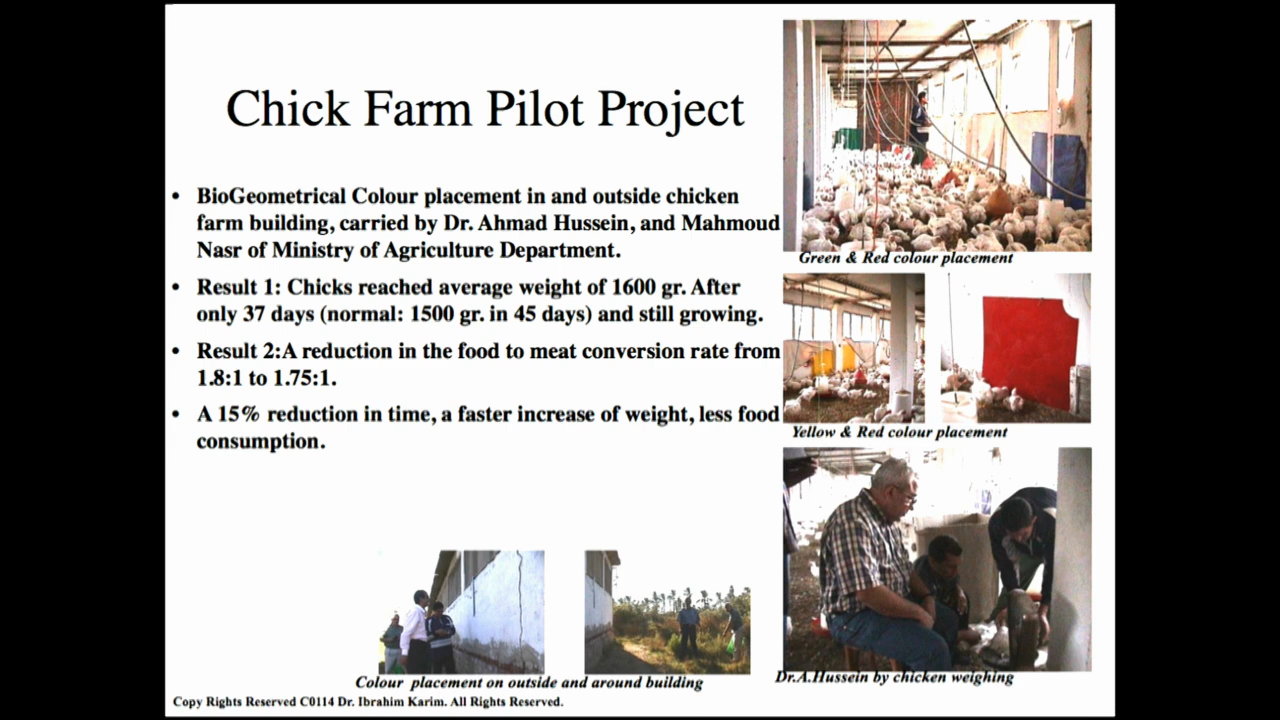 Chick Farm Pilot Project
• BioGeometrical Colour placement in and outside chicken
farm building, carried by Dr. Ahmad Hussein, and Mahmoud
Nasr of Ministry of Agriculture Department.
• Result 1: Chicks reached average weight of 1600 gr. After
only 37 days (normal: 1500 gr. in 45 days) and still growing.
• Result 2:A reduction in the food to meat conversion rate from
1.8:1 to 1.75:1.
• A 15% reduction in time, a faster increase of weight, less food
consumption.
Green & Red colour placement
Yellow & Red colour placement
Dr.A.Hussein by chicken weighing
Colour placement on outside and around building
Copy Rights Reserved C0114 Dr. Ibrahim Karim. All Rights Reserved.